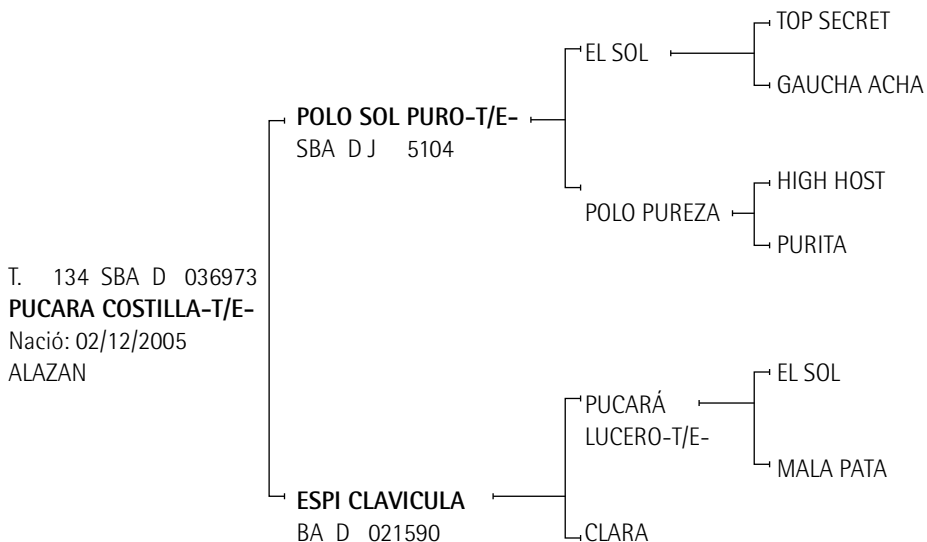 TOP SECRET
EL SOL
GAUCHA ACHA
POLO SOL PURO-T/E-
SBA D J 5104
HIGH HOST
POLO PUREZA
PURITA
T. 134 SBA D 036973
PUCARA COSTILLA-T/E-
Nació: 02/12/2005
ALAZAN
EL SOL
PUCARÁ
LUCERO-T/E-
MALA PATA
ESPI CLAVICULA
BA D 021590
CLARA